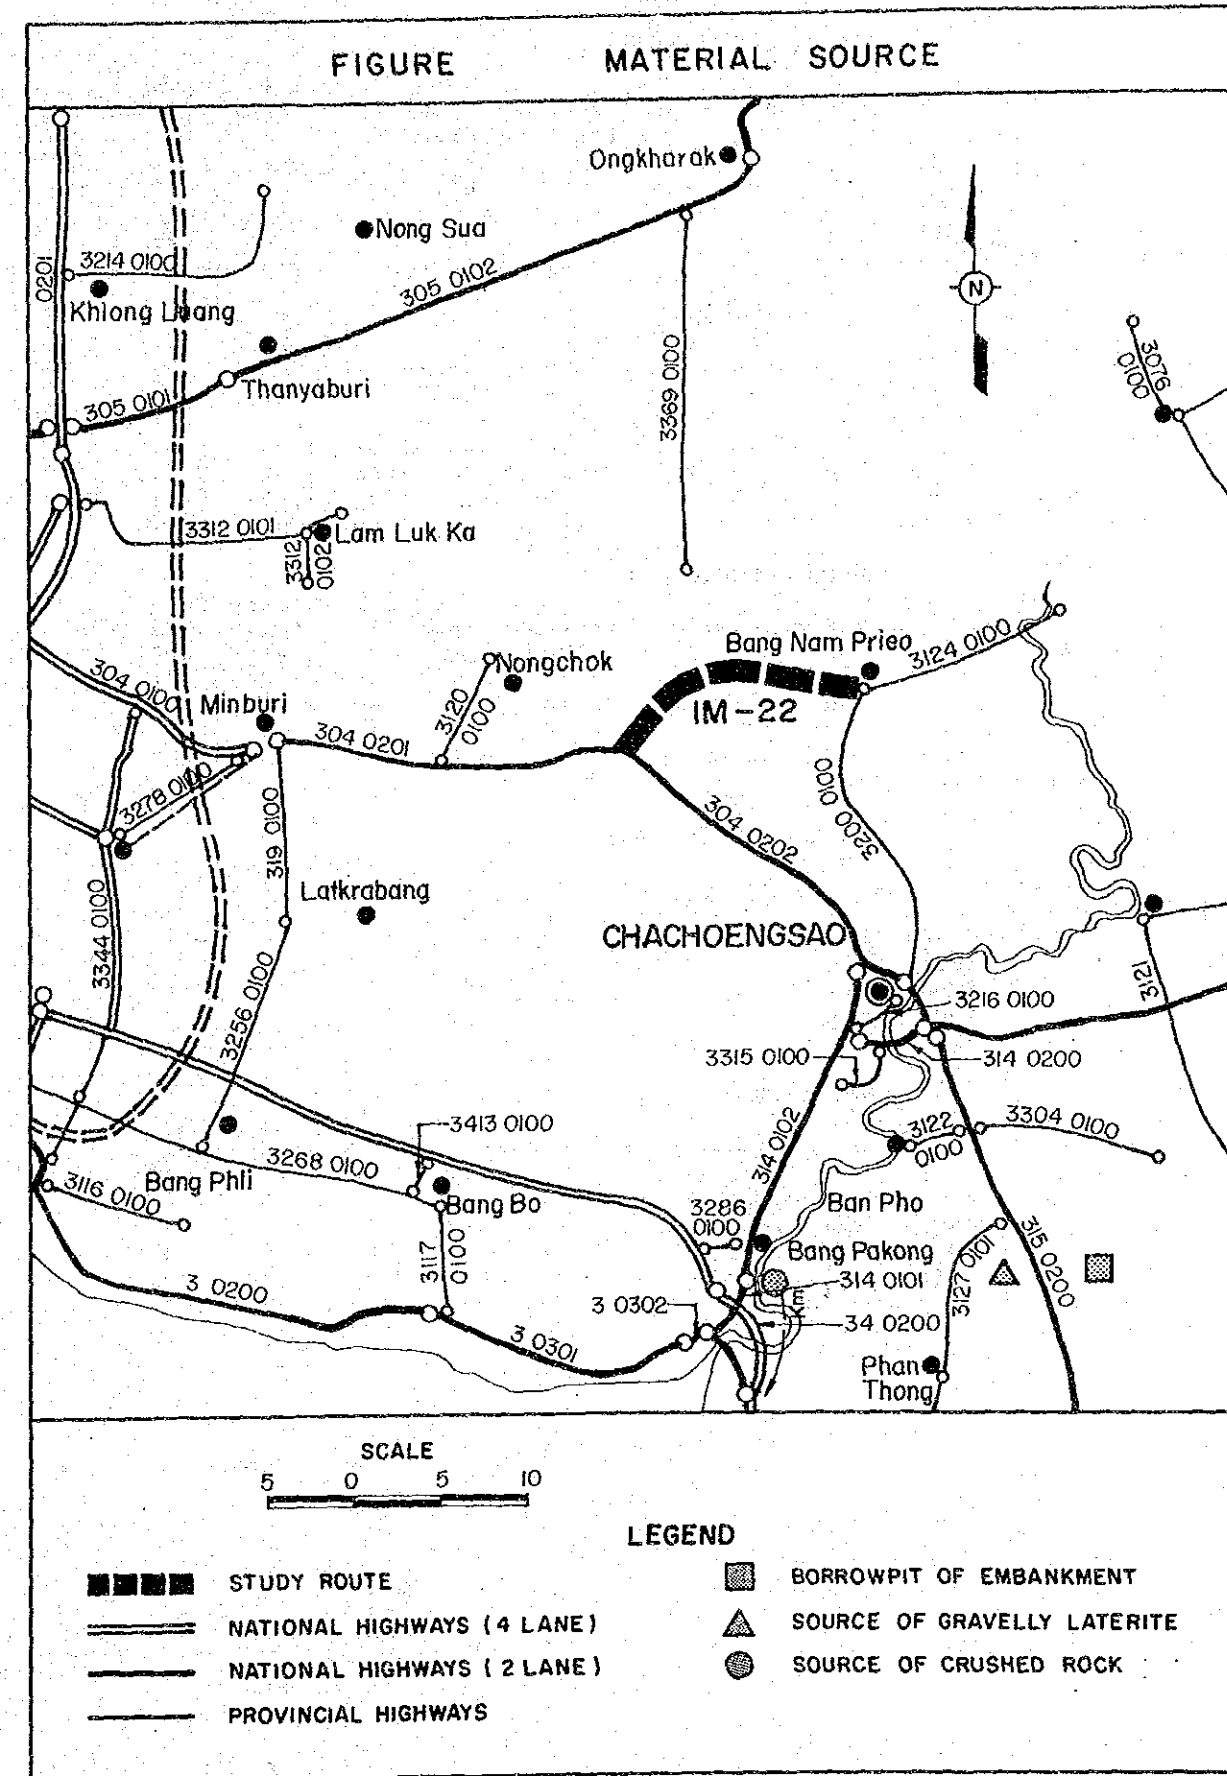 FIGURE MATERIAL SOURCE
Ongkharak
Nong Sua
0201
3214 0100
Khlong Luang
305 0102
N
Thanyaburi
305 0101
3369 0100
3076
0100
3312 0101
Lam Luk Ka
3312
0102
Bang Nam Prieo
3124 0100
Nongchok
304 0100
Minburi
3120
0100
IM-22
304 0201
3278 0100
319 0100
3200 0100
304 0202
Latkrabang
3344 0100
CHACHOENGSAO
3256 0100
3121
3216 0100
3315 0100
314 0200
3413 0100
3122
0100
3304 0100
314 0102
3268 0100
Bang Phli
3116 0100
Bang Bo
3286
0100
Ban Pho
Bang Pakong
3117
0100
3127 0101
315 0200
314 0101
3 0200
3 0302
Km
34 0200
3 0301
Phan
Thong
SCALE
5 0 5 10
LEGEND
STUDY ROUTE
NATIONAL HIGHWAYS (4 LANE)
NATIONAL HIGHWAYS (2 LANE)
PROVINCIAL HIGHWAYS
BORROWPIT OF EMBANKMENT
SOURCE OF GRAVELLY LATERITE
SOURCE OF CRUSHED ROCK